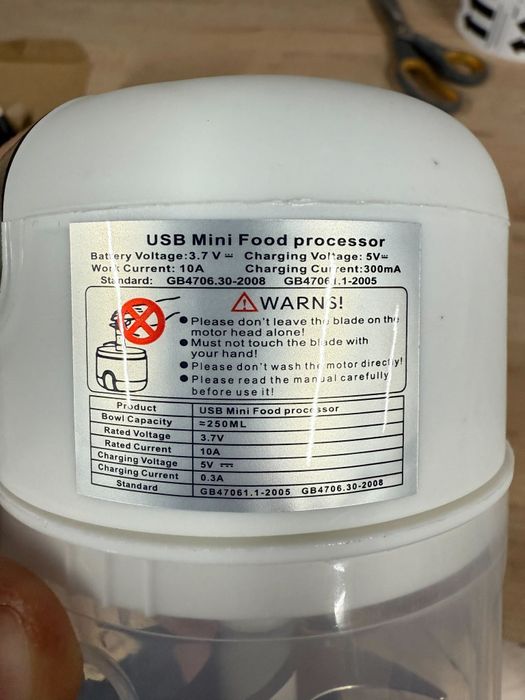 USB Mini Food processor
Battery Voltage:3.7 V ⎓ Charging Voltage: 5V⎓
Work Current: 10A Charging Current:300mA
Standard: GB4706.30-2008 GB47061.1-2005
WARNS!
● Please don't leave the blade on the
motor head alone!
● Must not touch the blade with
your hand!
● Please don't wash the motor directly!
● Please read the manual carefully
before use it!
Product USB Mini Food processor
Bowl Capacity ≈250ML
Rated Voltage 3.7V
Rated Current 10A
Charging Voltage 5V ⎓
Charging Current 0.3A
Standard GB47061.1-2005 GB4706.30-2008